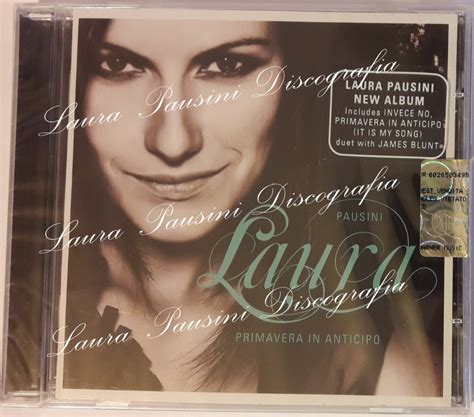 LAURA PAUSINI
NEW ALBUM
Includes INVECE NO,
PRIMAVERA IN ANTICIPO
(IT IS MY SONG)
duet with JAMES BLUNT
Laura Pausini Discografia
Laura Pausini Discografia
PAUSINI
Laura
PRIMAVERA IN ANTICIPO
Laura Pausini Discografia